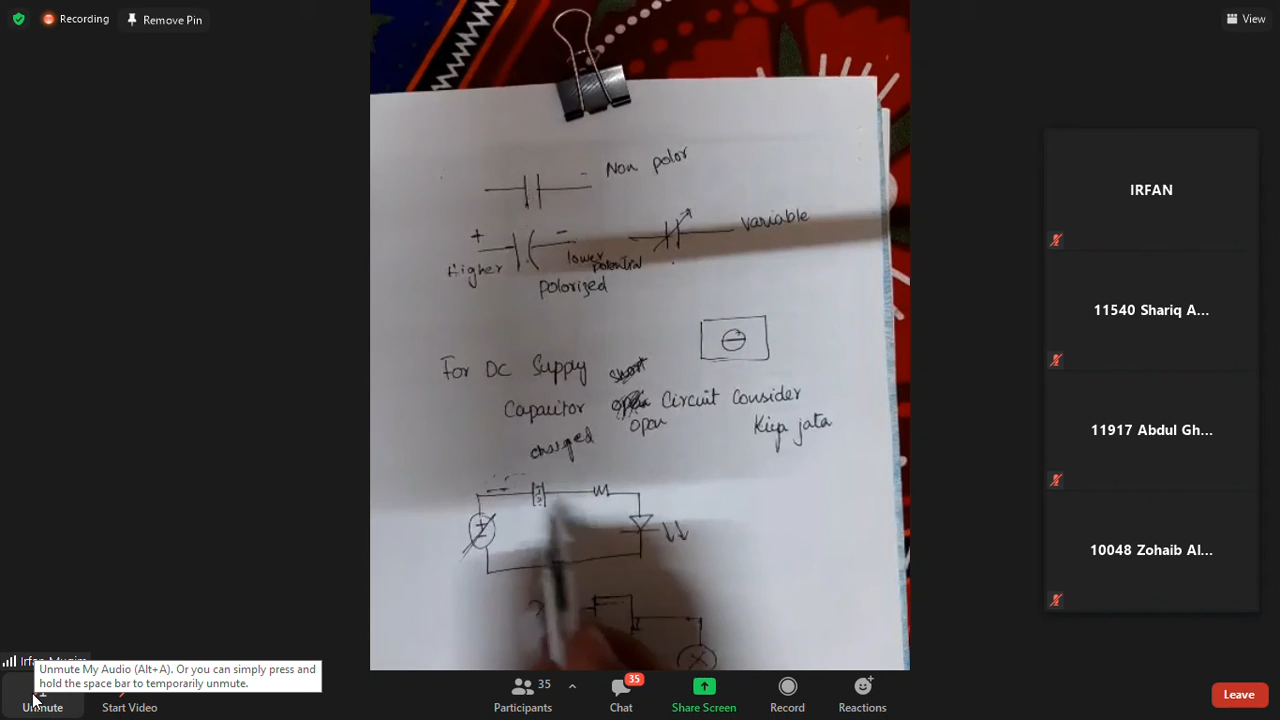 Recording
Remove Pin
View
Non polor
+ -
Variable
Higher
lower potential
polorized
For DC Supply
Capacitor Circuit Consider
open
Kiya jata
charged
IRFAN
11540 Shariq A...
11917 Abdul Gh...
10048 Zohaib Al...
Unmute My Audio (Alt+A). Or you can simply press and
hold the space bar to temporarily unmute.
Unmute
Start Video
35
Participants
35
Chat
Share Screen
Record
Reactions
Leave